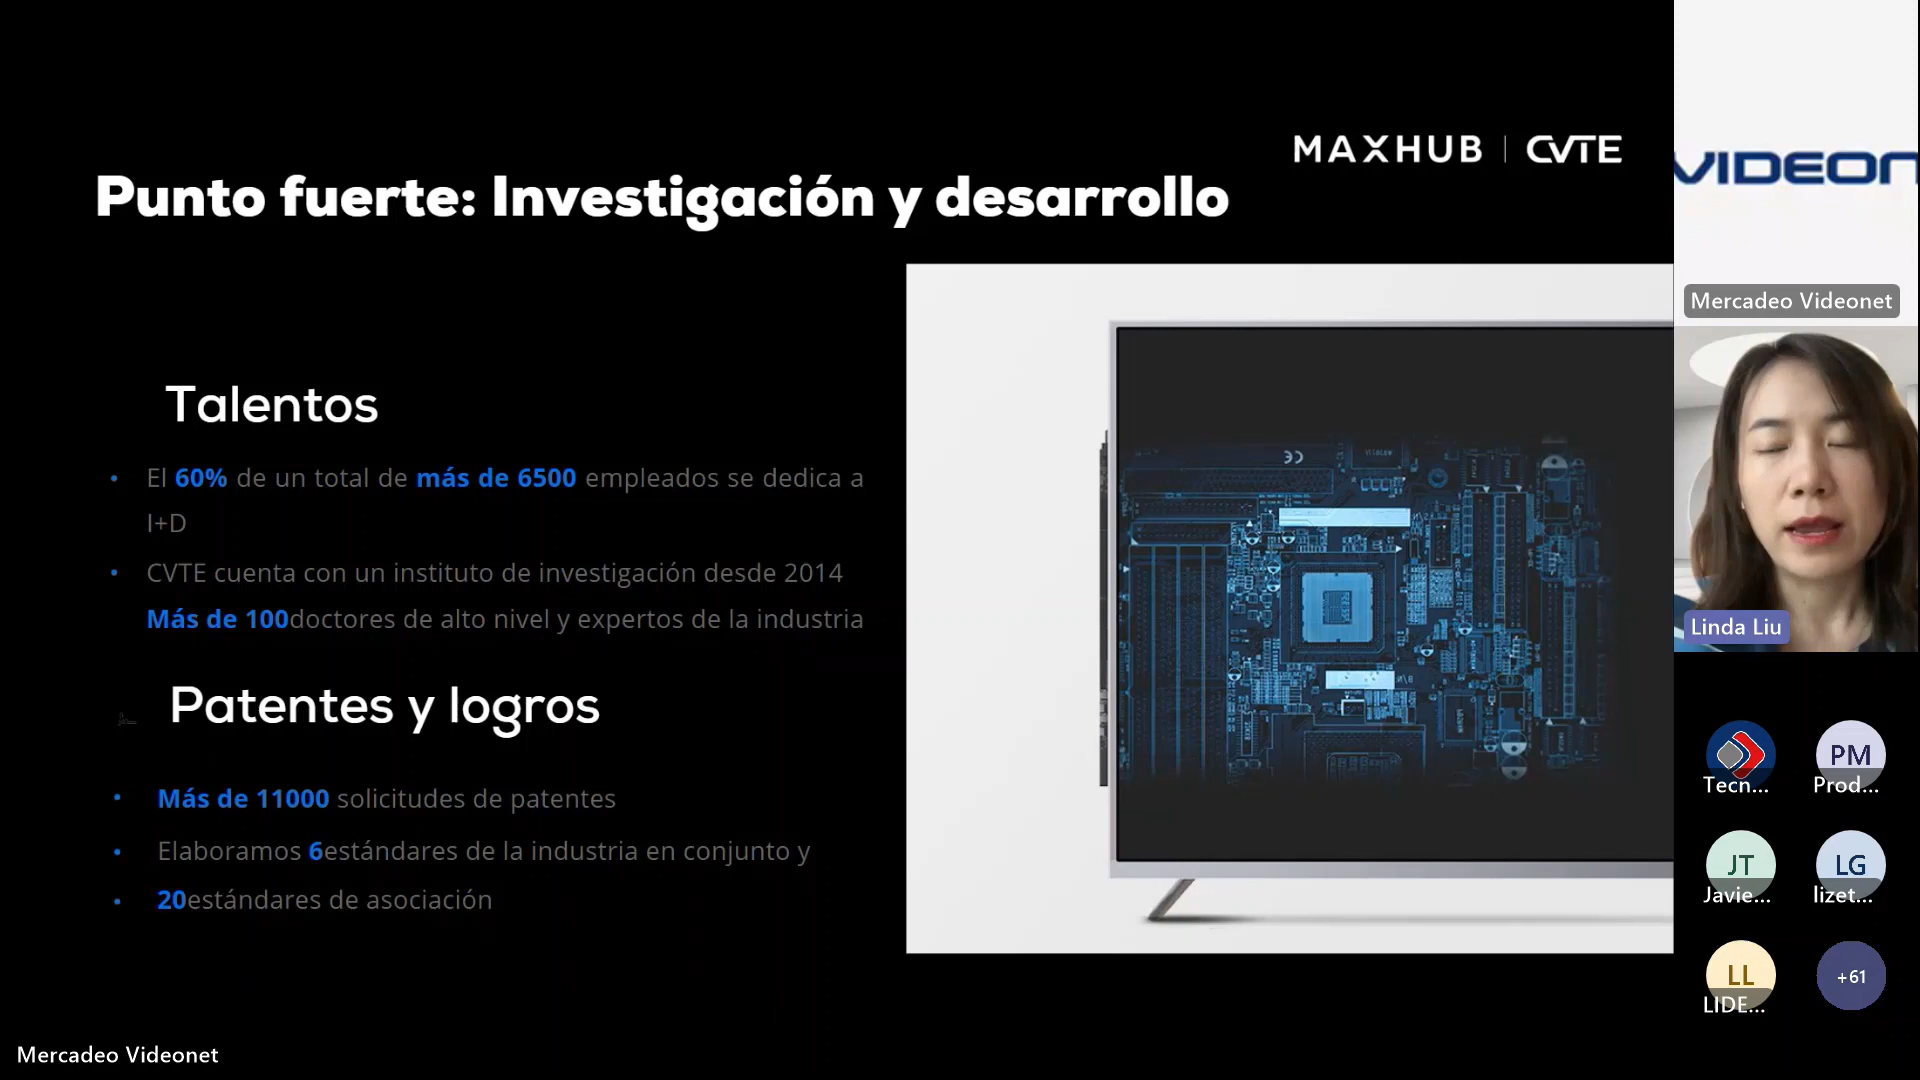 MAXHUB | CVTE
Punto fuerte: Investigación y desarrollo
Talentos
• El 60% de un total de más de 6500 empleados se dedica a
I+D
• CVTE cuenta con un instituto de investigación desde 2014
Más de 100doctores de alto nivel y expertos de la industria
Patentes y logros
• Más de 11000 solicitudes de patentes
• Elaboramos 6estándares de la industria en conjunto y
• 20estándares de asociación
Mercadeo Videonet
VIDEON
Mercadeo Videonet
Linda Liu
Tecn...
PM
Prod...
JT
Javie...
LG
lizet...
LL
LIDE...
+61